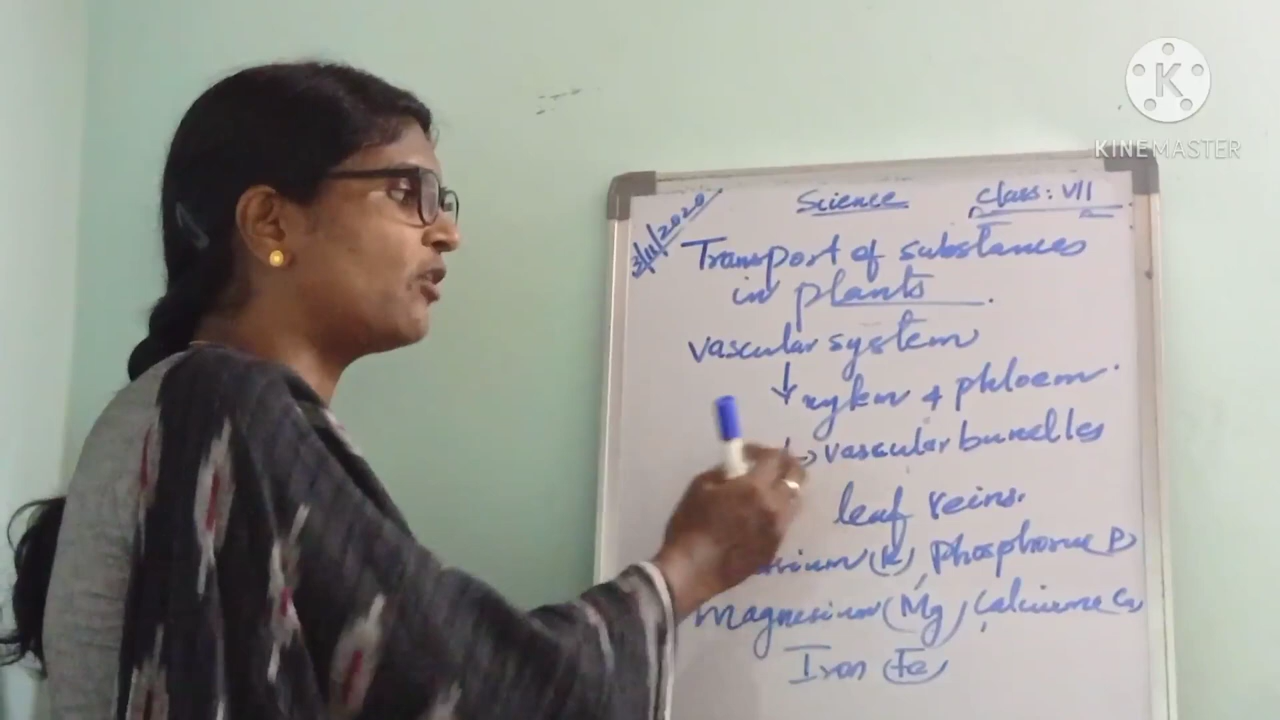 Science Class: VII
3/11/2020
Transport of substances
in plants.
vascular system
↓ xylem & phloem.
↳ vascular bundles
leaf veins.
(K), Phosphorus P
Magnesium (Mg), Calcium Ca
Iron (Fe)
KINEMASTER